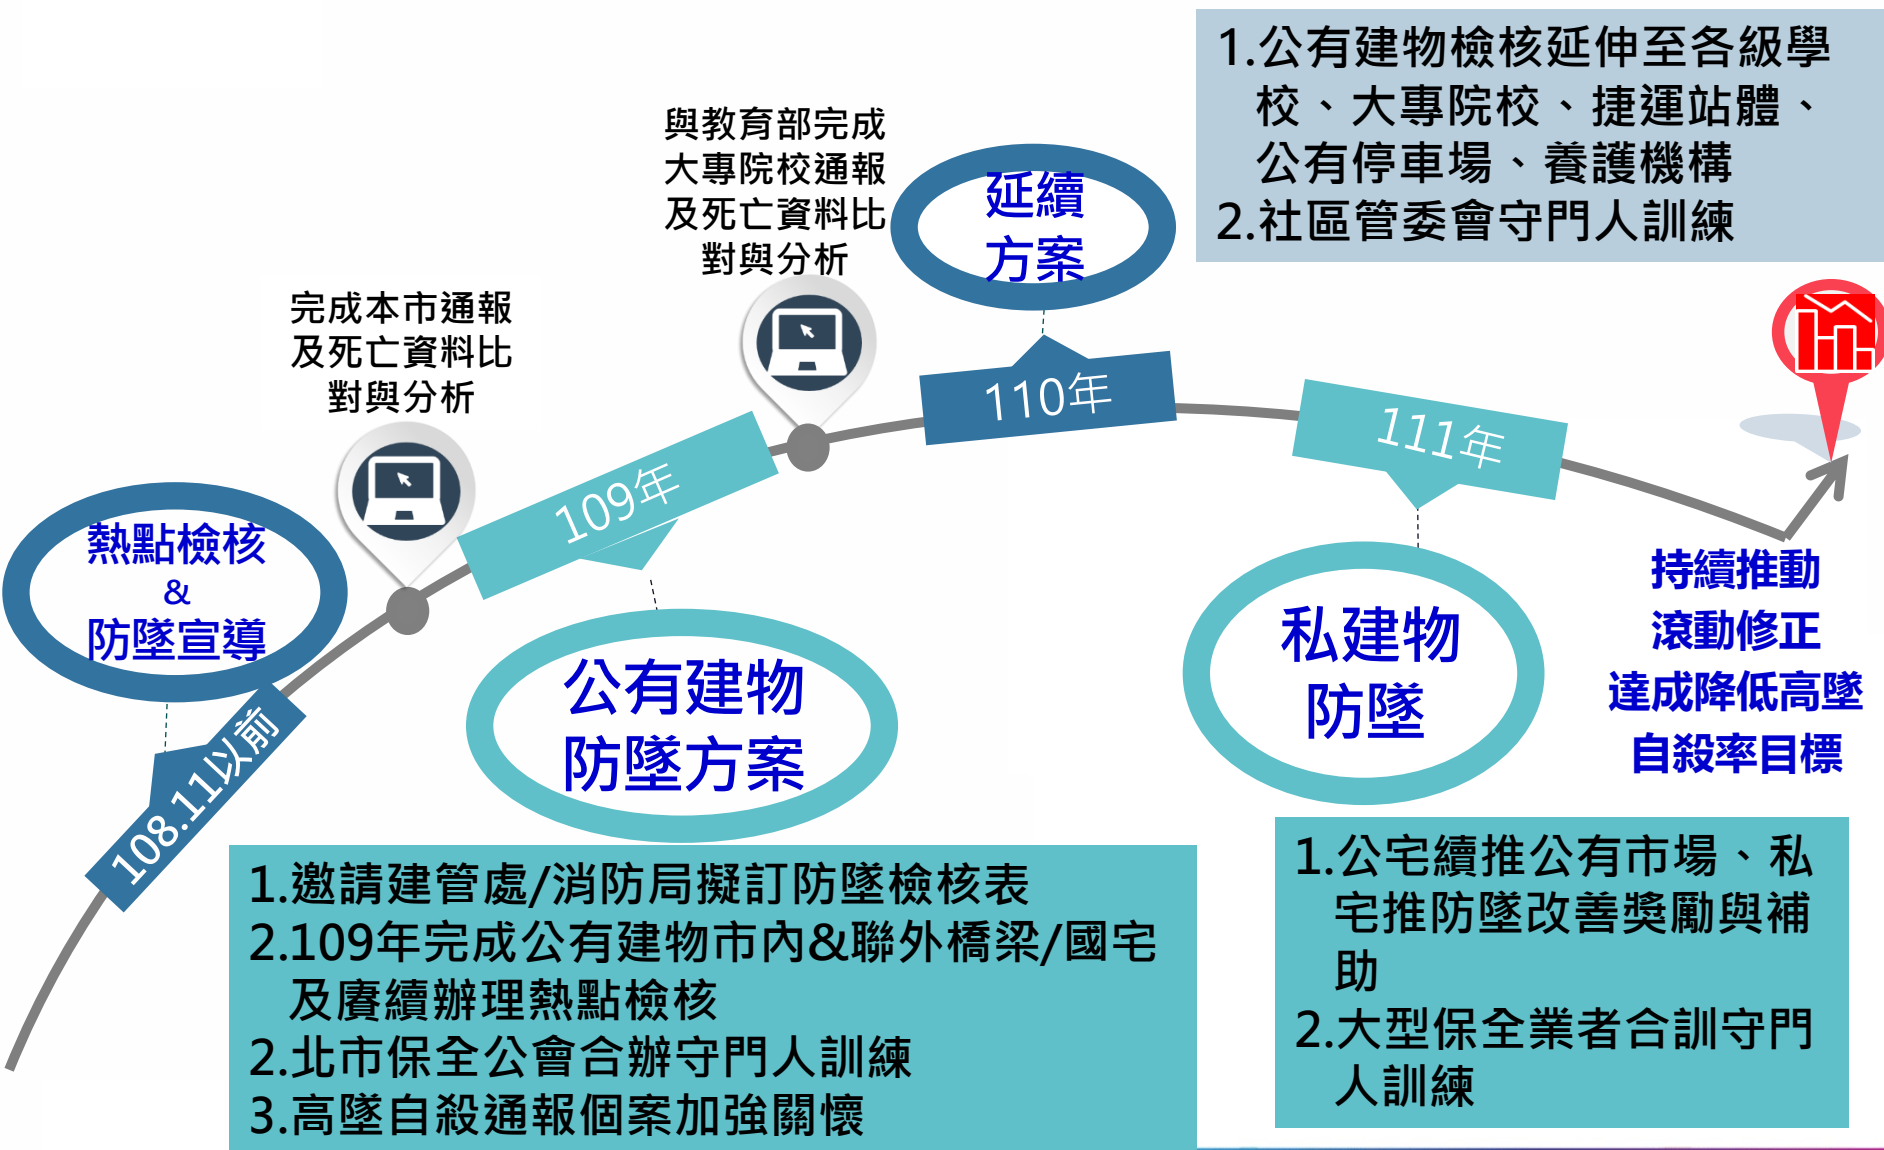 熱點檢核
&
防墜宣導
108.11以前
完成本市通報
及死亡資料比
對與分析
109年
公有建物
防墜方案
1.邀請建管處/消防局擬訂防墜檢核表
2.109年完成公有建物市內&聯外橋梁/國宅
及賡續辦理熱點檢核
2.北市保全公會合辦守門人訓練
3.高墜自殺通報個案加強關懷
與教育部完成
大專院校通報
及死亡資料比
對與分析
延續
方案
110年
1.公有建物檢核延伸至各級學
校、大專院校、捷運站體、
公有停車場、養護機構
2.社區管委會守門人訓練
111年
私建物
防墜
1.公宅續推公有市場、私
宅推防墜改善獎勵與補
助
2.大型保全業者合訓守門
人訓練
持續推動
滾動修正
達成降低高墜
自殺率目標